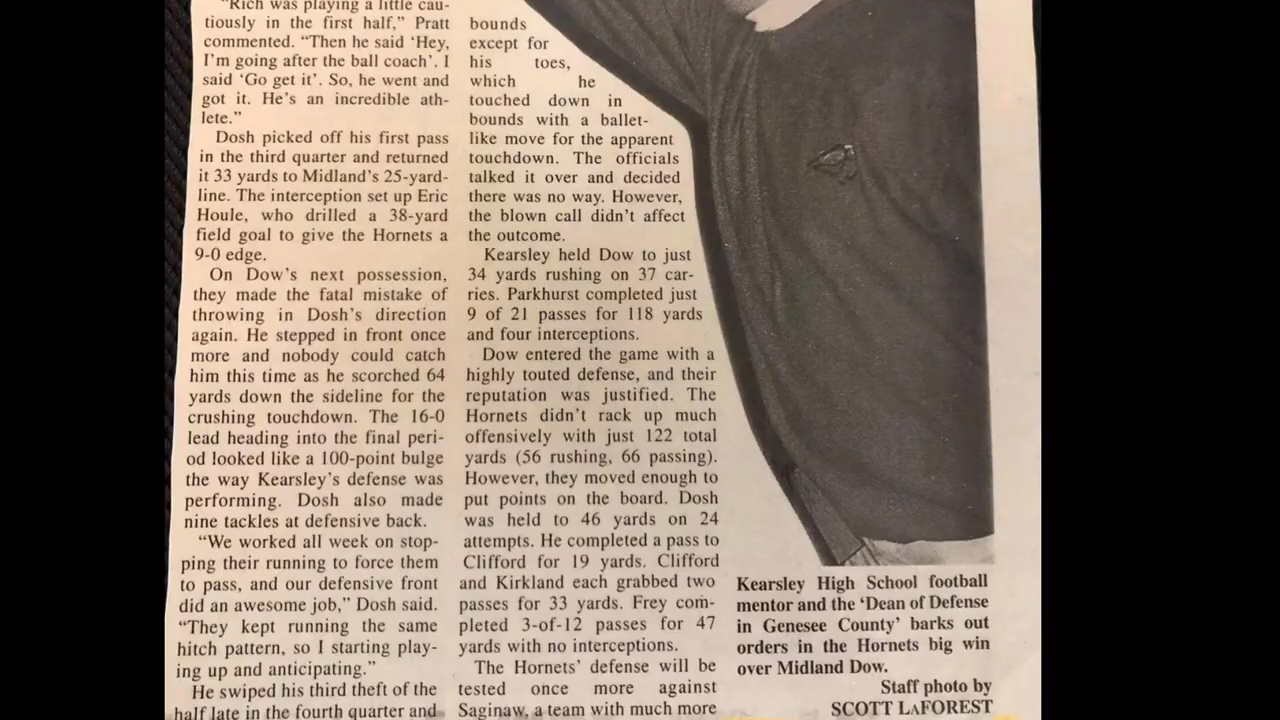 "Rich was playing a little cau-
tiously in the first half," Pratt
commented. "Then he said 'Hey,
I'm going after the ball coach'. I
said 'Go get it'. So, he went and
got it. He's an incredible ath-
lete."
Dosh picked off his first pass
in the third quarter and returned
it 33 yards to Midland's 25-yard-
line. The interception set up Eric
Houle, who drilled a 38-yard
field goal to give the Hornets a
9-0 edge.
On Dow's next possession,
they made the fatal mistake of
throwing in Dosh's direction
again. He stepped in front once
more and nobody could catch
him this time as he scorched 64
yards down the sideline for the
crushing touchdown. The 16-0
lead heading into the final peri-
od looked like a 100-point bulge
the way Kearsley's defense was
performing. Dosh also made
nine tackles at defensive back.
"We worked all week on stop-
ping their running to force them
to pass, and our defensive front
did an awesome job," Dosh said.
"They kept running the same
hitch pattern, so I starting play-
ing up and anticipating."
He swiped his third theft of the
half late in the fourth quarter and
bounds
except for
his toes,
which he
touched down in
bounds with a ballet-
like move for the apparent
touchdown. The officials
talked it over and decided
there was no way. However,
the blown call didn't affect
the outcome.
Kearsley held Dow to just
34 yards rushing on 37 car-
ries. Parkhurst completed just
9 of 21 passes for 118 yards
and four interceptions.
Dow entered the game with a
highly touted defense, and their
reputation was justified. The
Hornets didn't rack up much
offensively with just 122 total
yards (56 rushing, 66 passing).
However, they moved enough to
put points on the board. Dosh
was held to 46 yards on 24
attempts. He completed a pass to
Clifford for 19 yards. Clifford
and Kirkland each grabbed two
passes for 33 yards. Frey com-
pleted 3-of-12 passes for 47
yards with no interceptions.
The Hornets' defense will be
tested once more against
Saginaw, a team with much more
Kearsley High School football
mentor and the 'Dean of Defense
in Genesee County' barks out
orders in the Hornets big win
over Midland Dow.
Staff photo by
SCOTT LAFOREST